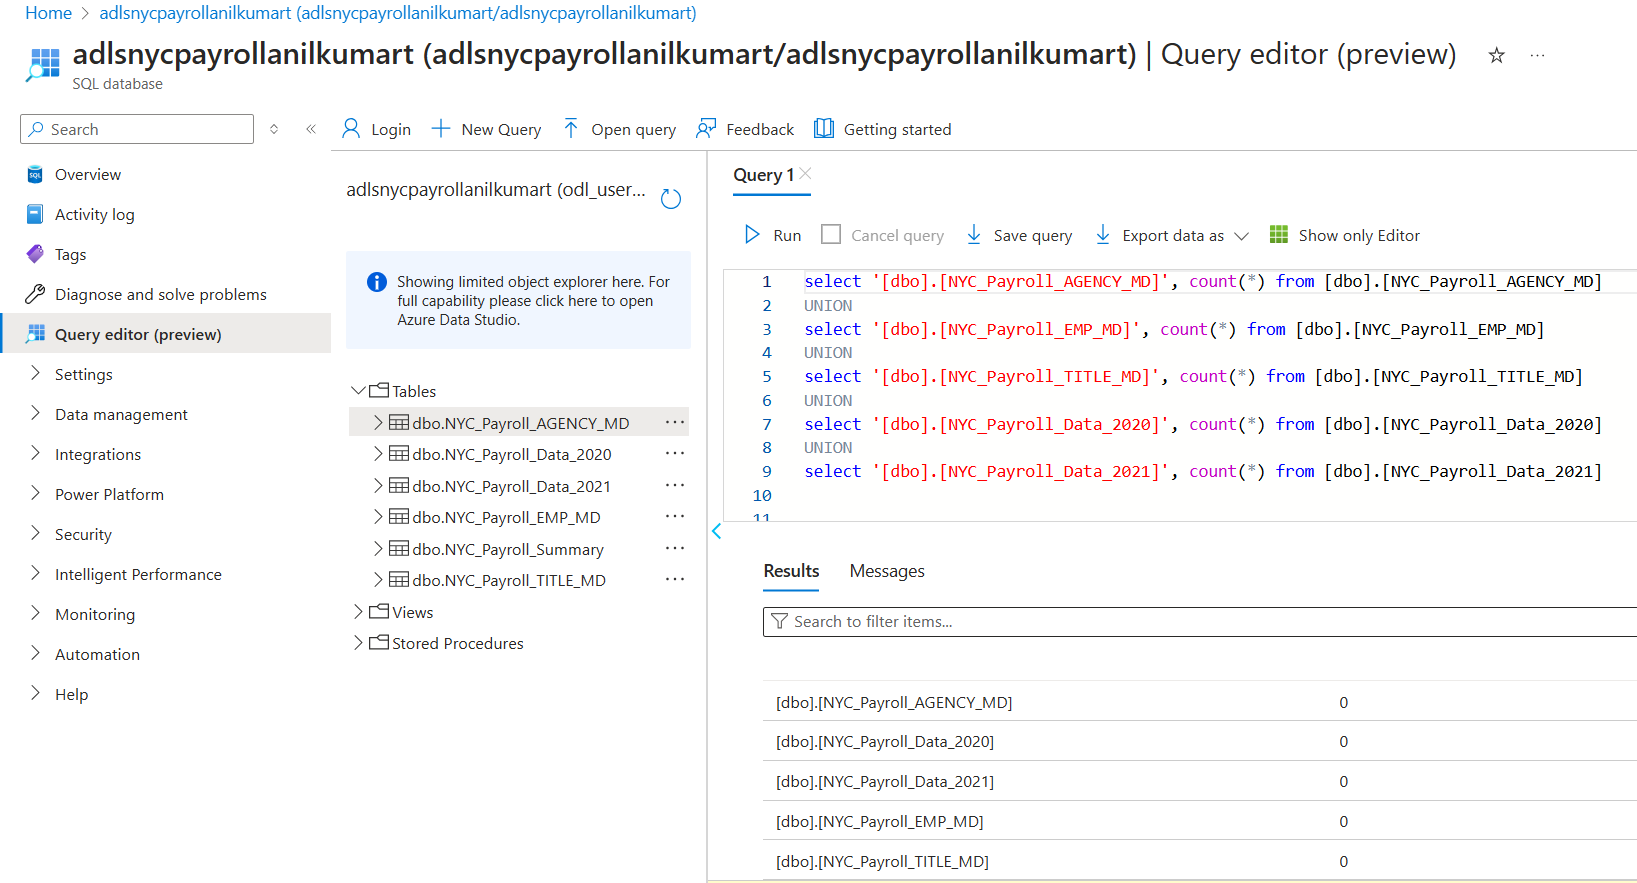 Home > adlsnycpayrollanilkumart (adlsnycpayrollanilkumart/adlsnycpayrollanilkumart)
adlsnycpayrollanilkumart (adlsnycpayrollanilkumart/adlsnycpayrollanilkumart) | Query editor (preview)
SQL database
Search
Overview
Activity log
Tags
Diagnose and solve problems
Query editor (preview)
Settings
Data management
Integrations
Power Platform
Security
Intelligent Performance
Monitoring
Automation
Help
Login
New Query
Open query
Feedback
Getting started
adlsnycpayrollanilkumart (odl_user...
Showing limited object explorer here. For
full capability please click here to open
Azure Data Studio.
Tables
dbo.NYC_Payroll_AGENCY_MD
dbo.NYC_Payroll_Data_2020
dbo.NYC_Payroll_Data_2021
dbo.NYC_Payroll_EMP_MD
dbo.NYC_Payroll_Summary
dbo.NYC_Payroll_TITLE_MD
Views
Stored Procedures
Query 1
Run
Cancel query
Save query
Export data as
Show only Editor
1 select '[dbo].[NYC_Payroll_AGENCY_MD]', count(*) from [dbo].[NYC_Payroll_AGENCY_MD]
2 UNION
3 select '[dbo].[NYC_Payroll_EMP_MD]', count(*) from [dbo].[NYC_Payroll_EMP_MD]
4 UNION
5 select '[dbo].[NYC_Payroll_TITLE_MD]', count(*) from [dbo].[NYC_Payroll_TITLE_MD]
6 UNION
7 select '[dbo].[NYC_Payroll_Data_2020]', count(*) from [dbo].[NYC_Payroll_Data_2020]
8 UNION
9 select '[dbo].[NYC_Payroll_Data_2021]', count(*) from [dbo].[NYC_Payroll_Data_2021]
10
11
Results
Messages
Search to filter items...
[dbo].[NYC_Payroll_AGENCY_MD] 0
[dbo].[NYC_Payroll_Data_2020] 0
[dbo].[NYC_Payroll_Data_2021] 0
[dbo].[NYC_Payroll_EMP_MD] 0
[dbo].[NYC_Payroll_TITLE_MD] 0